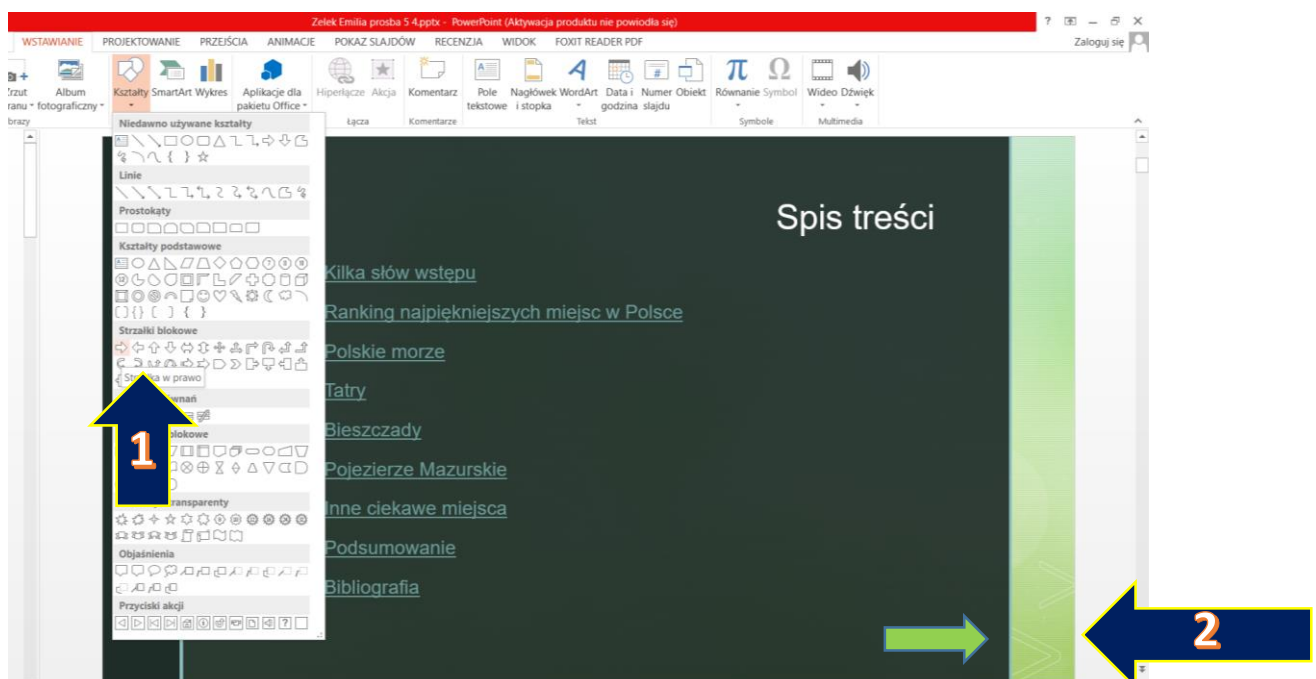 Zelek Emilia prosba 5 4.pptx - PowerPoint (Aktywacja produktu nie powiodła się)
?
WSTAWIANIE PROJEKTOWANIE PRZEJŚCIA ANIMACJE POKAZ SLAJDÓW RECENZJA WIDOK FOXIT READER PDF
Zaloguj się
Album fotograficzny
Kształty
SmartArt
Wykres
Aplikacje dla pakietu Office
Hiperłącze
Akcja
Komentarz
Pole tekstowe
Nagłówek i stopka
WordArt
Data i godzina
Numer slajdu
Obiekt
Równanie
Symbol
Wideo
Dźwięk
Łącza
Komentarze
Tekst
Symbole
Multimedia
Niedawno używane kształty
Linie
Prostokąty
Kształty podstawowe
Strzałki blokowe
w prawo
Objaśnienia
Przyciski akcji
Spis treści
Kilka słów wstępu
Ranking najpiękniejszych miejsc w Polsce
Polskie morze
Tatry
Bieszczady
Pojezierze Mazurskie
Inne ciekawe miejsca
Podsumowanie
Bibliografia
1
2